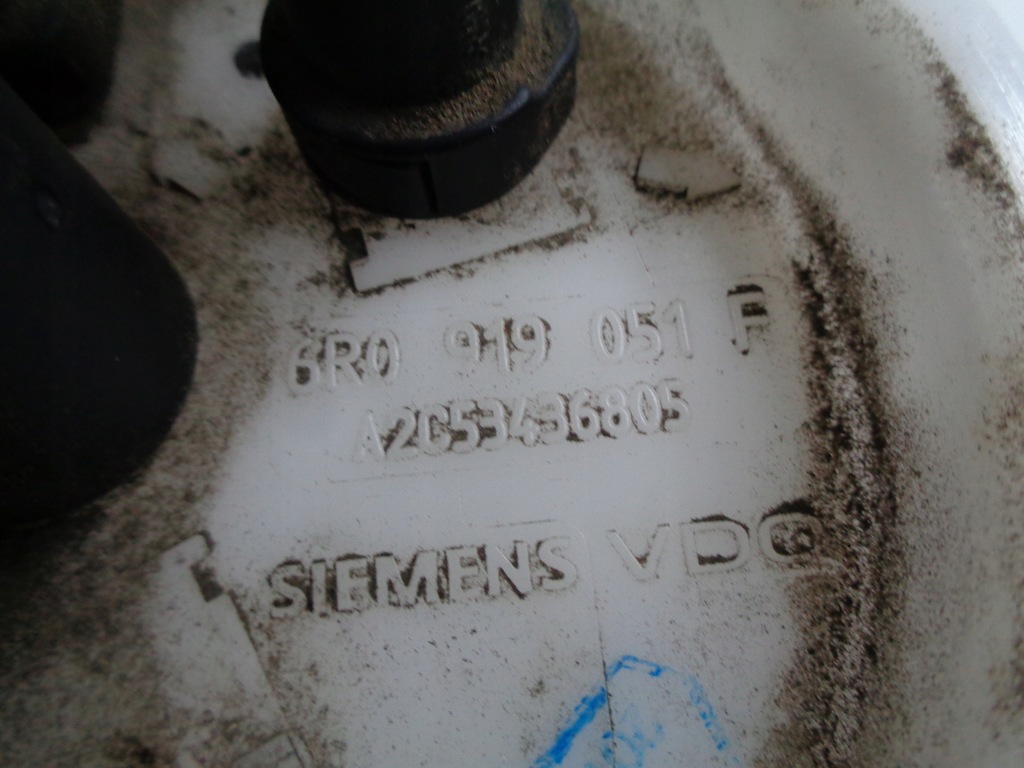 6R0 919 051 F
A2C53436805
SIEMENS VDO